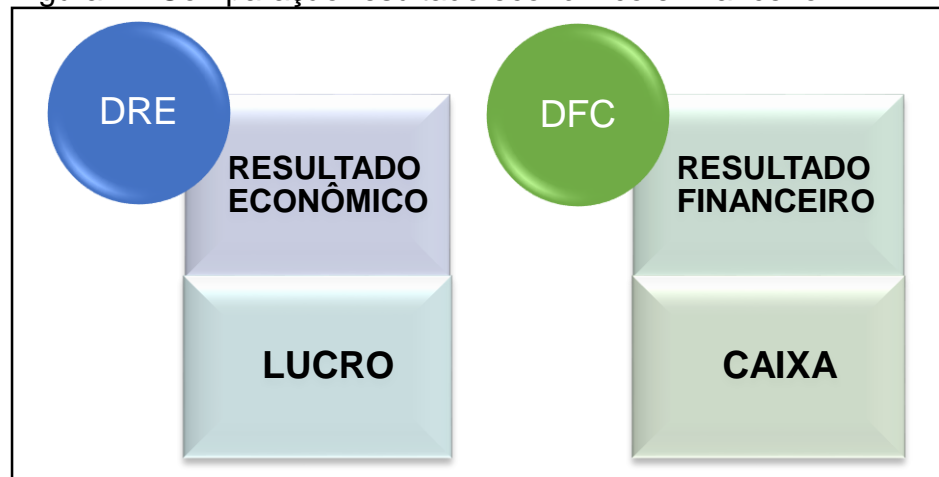 DRE
RESULTADO
ECONÔMICO
LUCRO
DFC
RESULTADO
FINANCEIRO
CAIXA